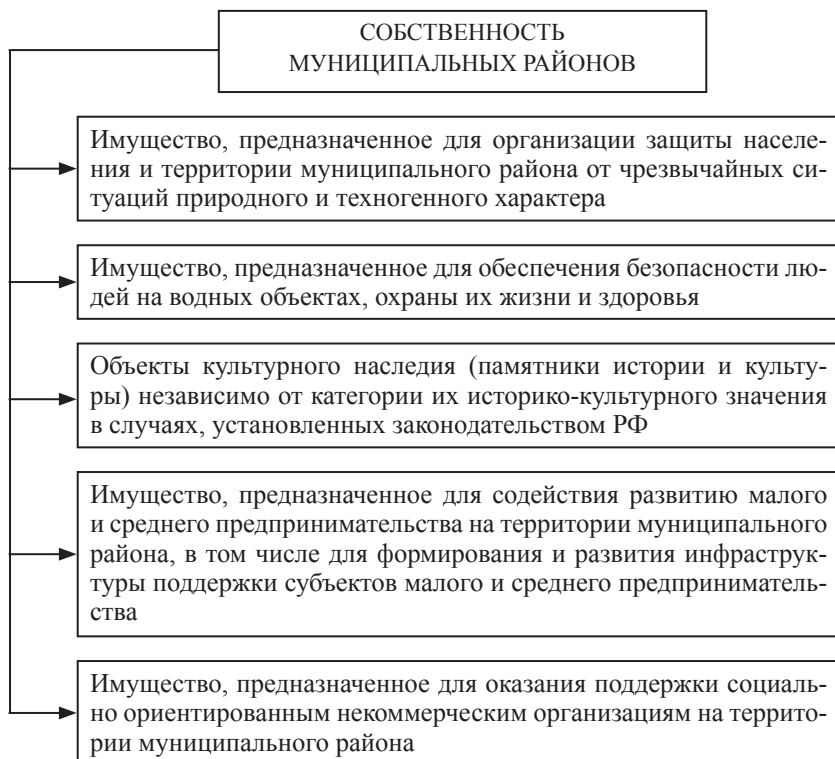 СОБСТВЕННОСТЬ
МУНИЦИПАЛЬНЫХ РАЙОНОВ
Имущество, предназначенное для организации защиты населе-
ния и территории муниципального района от чрезвычайных си-
туаций природного и техногенного характера
Имущество, предназначенное для обеспечения безопасности лю-
дей на водных объектах, охраны их жизни и здоровья
Объекты культурного наследия (памятники истории и культу-
ры) независимо от категории их историко-культурного значения
в случаях, установленных законодательством РФ
Имущество, предназначенное для содействия развитию малого
и среднего предпринимательства на территории муниципального
района, в том числе для формирования и развития инфраструк-
туры поддержки субъектов малого и среднего предприниматель-
ства
Имущество, предназначенное для оказания поддержки социаль-
но ориентированным некоммерческим организациям на террито-
рии муниципального района